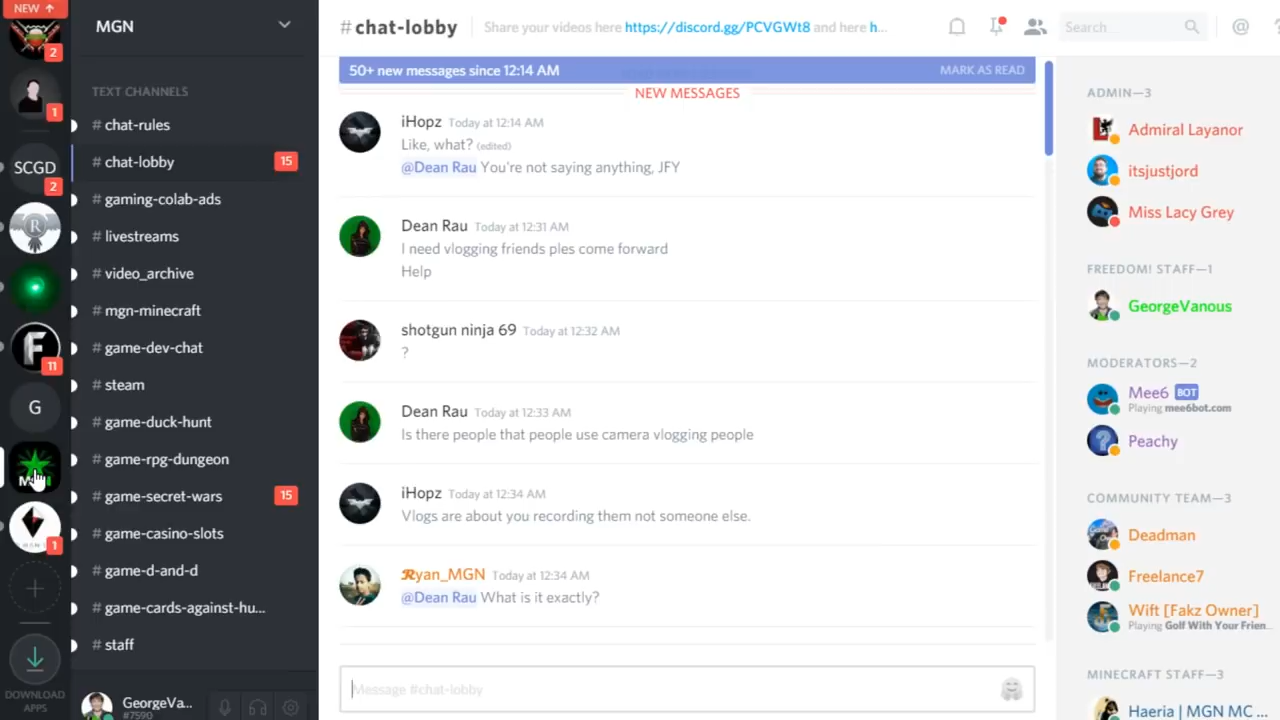 NEW ↑
2
1
SCGD
2
R
F
11
G
1
DOWNLOAD
APPS
MGN
TEXT CHANNELS
# chat-rules
# chat-lobby 15
# gaming-colab-ads
# livestreams
# video_archive
# mgn-minecraft
# game-dev-chat
# steam
# game-duck-hunt
# game-rpg-dungeon
# game-secret-wars 15
# game-casino-slots
# game-d-and-d
# game-cards-against-hu...
# staff
GeorgeVa...
#7590
# chat-lobby Share your videos here https://discord.gg/PCVGWt8 and here h...
Search...
@
50+ new messages since 12:14 AM MARK AS READ
NEW MESSAGES
iHopz Today at 12:14 AM
Like, what? (edited)
@Dean Rau You're not saying anything, JFY
Dean Rau Today at 12:31 AM
I need vlogging friends ples come forward
Help
shotgun ninja 69 Today at 12:32 AM
?
Dean Rau Today at 12:33 AM
Is there people that people use camera vlogging people
iHopz Today at 12:34 AM
Vlogs are about you recording them not someone else.
Ryan_MGN Today at 12:34 AM
@Dean Rau What is it exactly?
Message #chat-lobby
ADMIN—3
Admiral Layanor
itsjustjord
Miss Lacy Grey
FREEDOM! STAFF—1
GeorgeVanous
MODERATORS—2
Mee6 BOT
Playing mee6bot.com
Peachy
COMMUNITY TEAM—3
Deadman
Freelance7
Wift [Fakz Owner]
Playing Golf With Your Frien...
MINECRAFT STAFF—3
Haeria | MGN MC ...